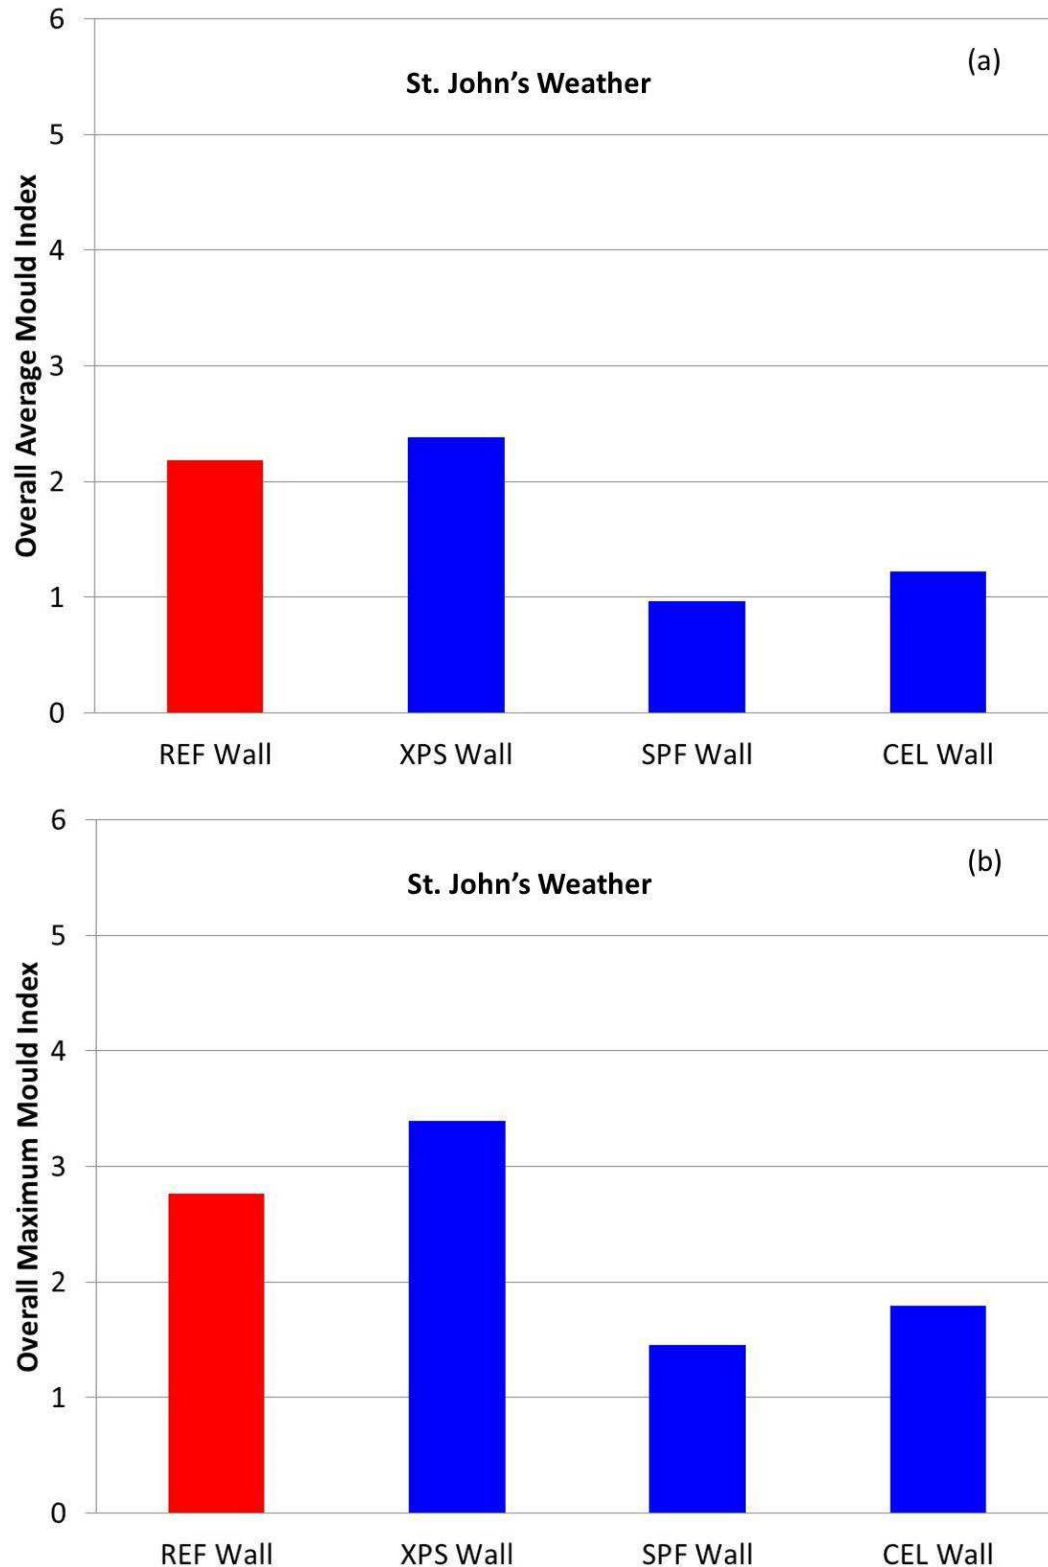 6
(a)
St. John’s Weather
5
4
3
2
1
0
Overall Average Mould Index
REF Wall XPS Wall SPF Wall CEL Wall
6
(b)
St. John’s Weather
5
4
3
2
1
0
Overall Maximum Mould Index
REF Wall XPS Wall SPF Wall CEL Wall